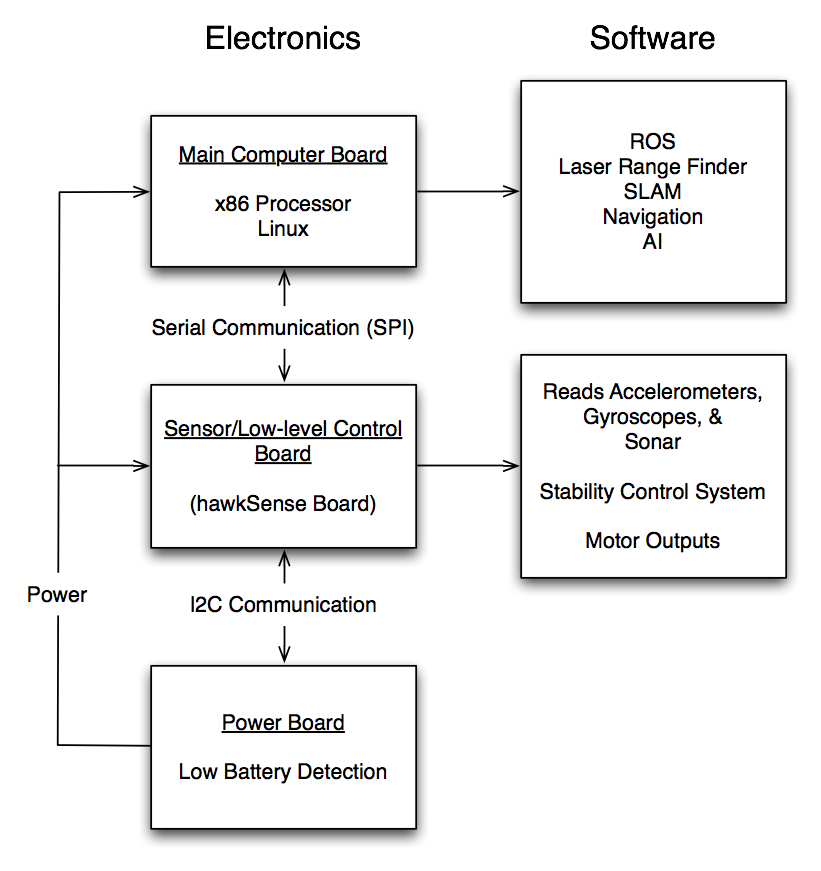 Electronics
Software
Main Computer Board
x86 Processor
Linux
ROS
Laser Range Finder
SLAM
Navigation
AI
Serial Communication (SPI)
Sensor/Low-level Control
Board
(hawkSense Board)
Reads Accelerometers,
Gyroscopes, &
Sonar
Stability Control System
Motor Outputs
Power
I2C Communication
Power Board
Low Battery Detection